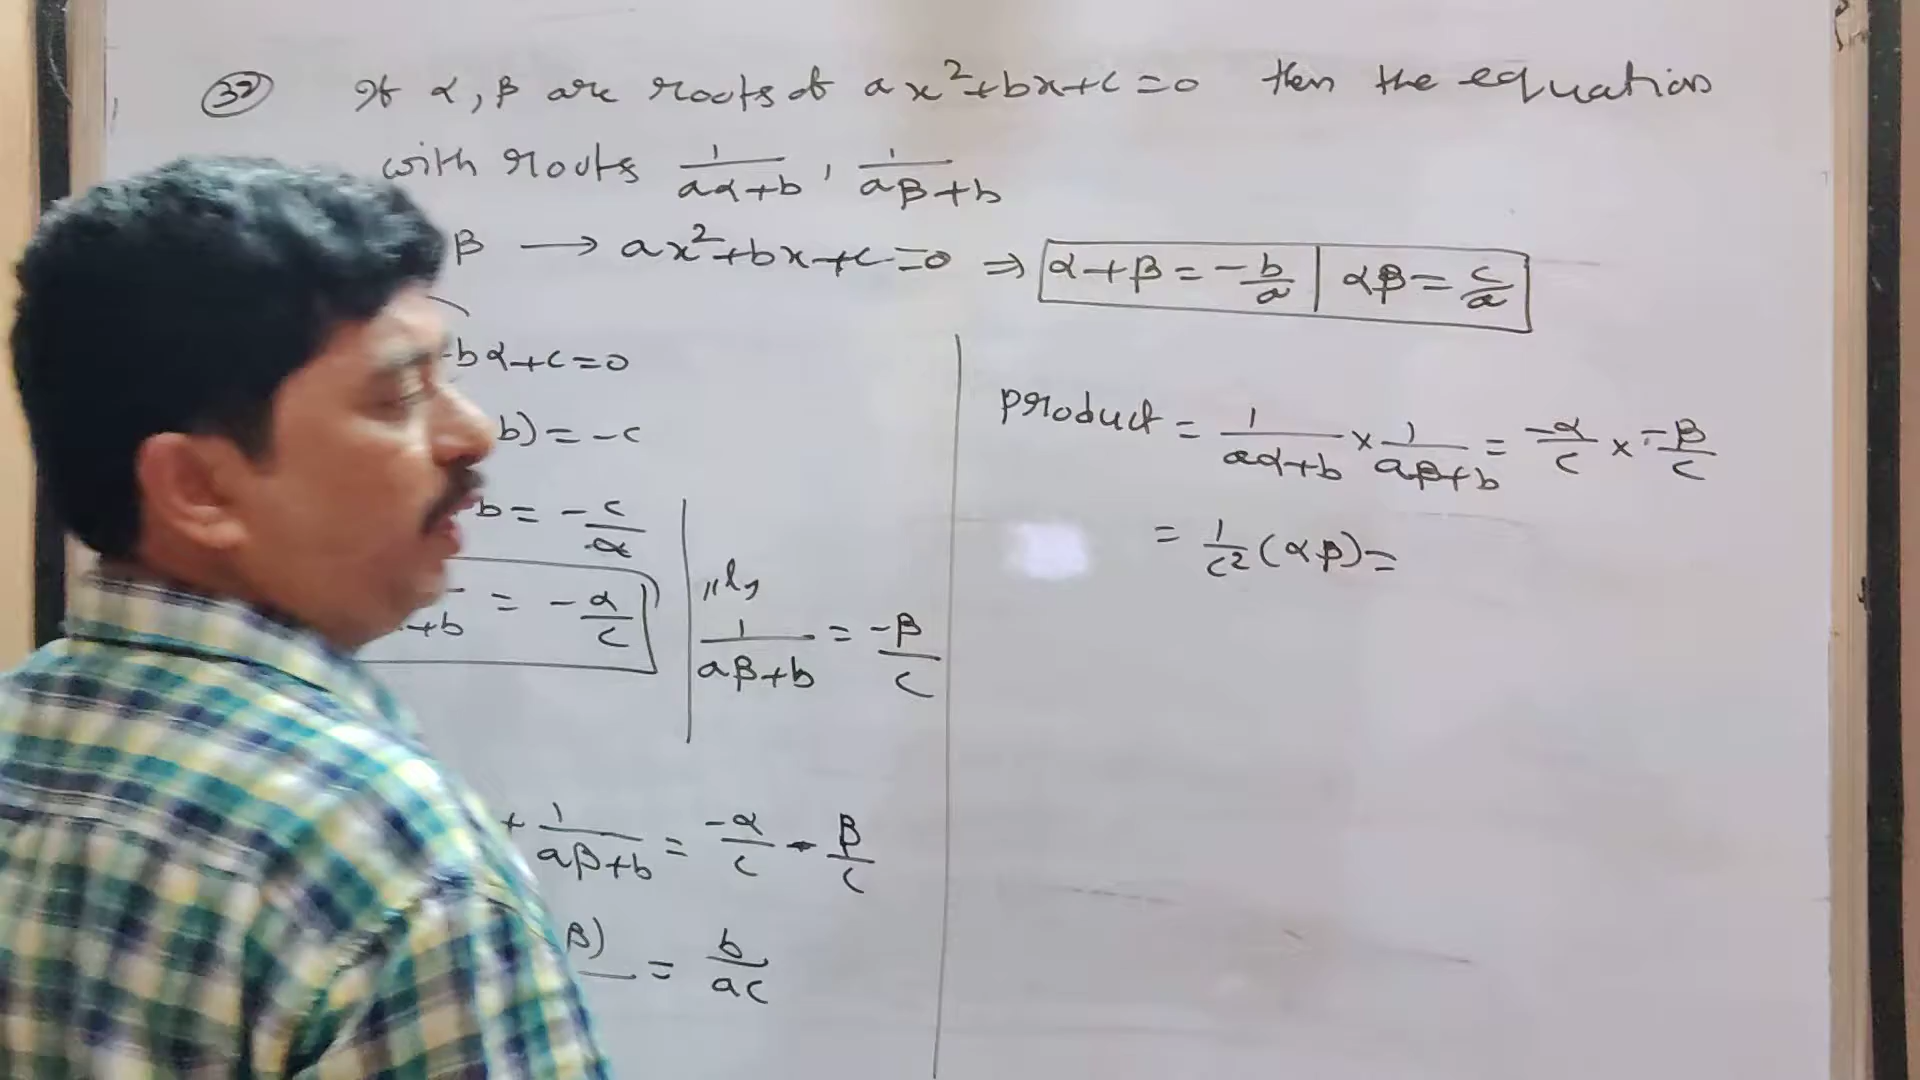 32 If α, β are roots of ax²+bx+c=0 then the equation
with roots 1/(aα+b), 1/(aβ+b)
β → ax²+bx+c=0 ⇒ α+β = -b/a | αβ = c/a
bα+c=0
b) = -c
b = -c/α
+b = -α/c
"ly
1/(aβ+b) = -β/c
+ 1/(aβ+b) = -α/c - β/c
β) = b/ac
product = 1/(aα+b) × 1/(aβ+b) = -α/c × -β/c
= 1/c² (αβ) =